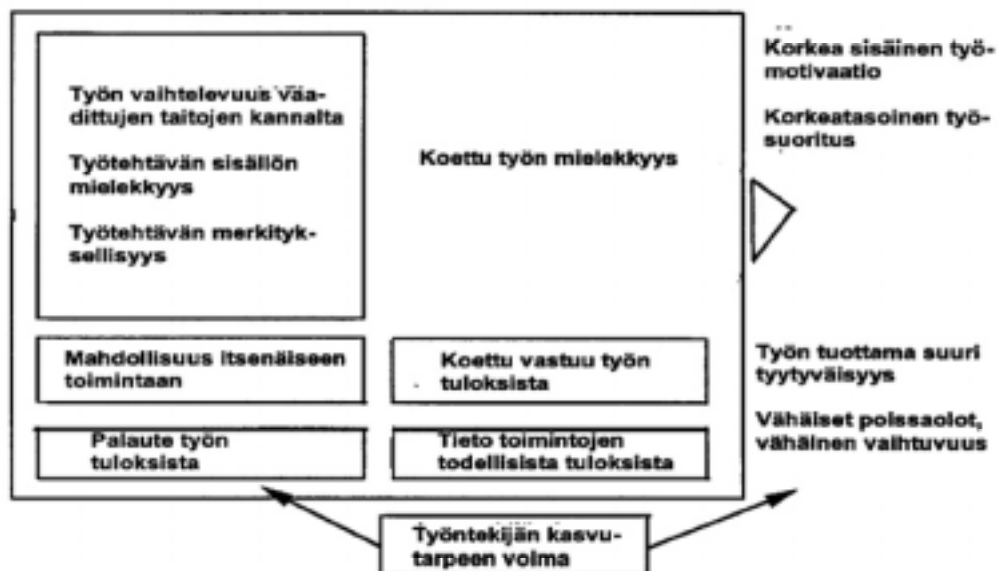 Työn vaihtelevuus vaa-
dittujen taitojen kannalta
Työtehtävän sisällön
mielekkyys
Työtehtävän merkityk-
sellisyys
Koettu työn mielekkyys
Korkea sisäinen työ-
motivaatio
Korkeatasoinen työ-
suoritus
Mahdollisuus itsenäiseen
toimintaan
Koettu vastuu työn
tuloksista
Työn tuottama suuri
tyytyväisyys
Vähäiset poissaolot,
vähäinen vaihtuvuus
Palaute työn
tuloksista
Tieto toimintojen
todellisista tuloksista
Työntekijän kasvu-
tarpeen voima